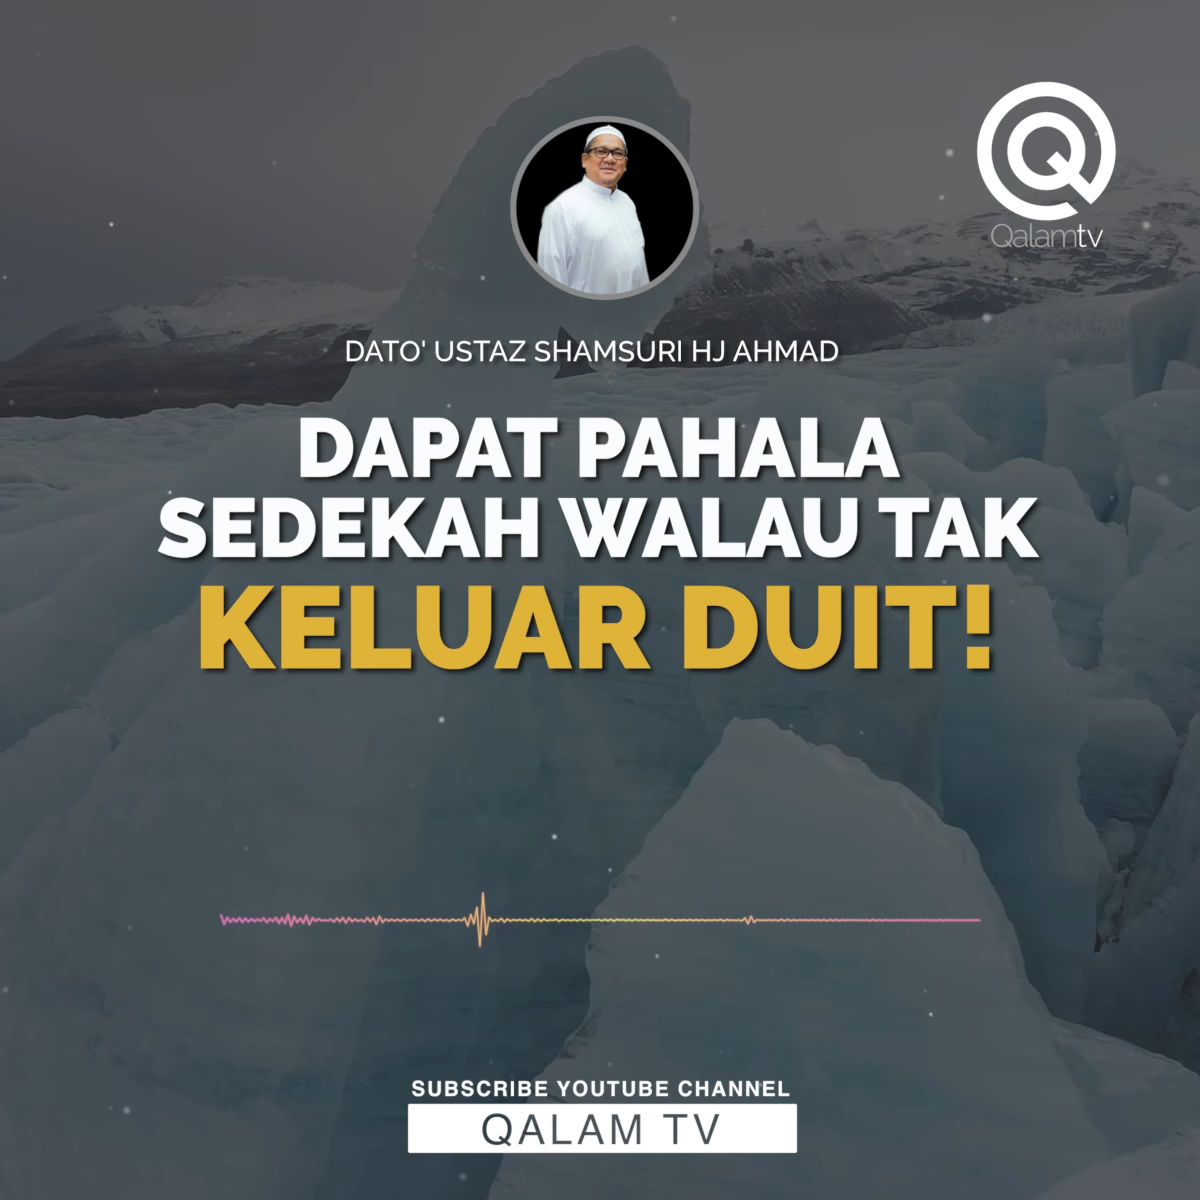 Qalamtv
DATO' USTAZ SHAMSURI HJ AHMAD
DAPAT PAHALA
SEDEKAH WALAU TAK
KELUAR DUIT!
SUBSCRIBE YOUTUBE CHANNEL
QALAM TV